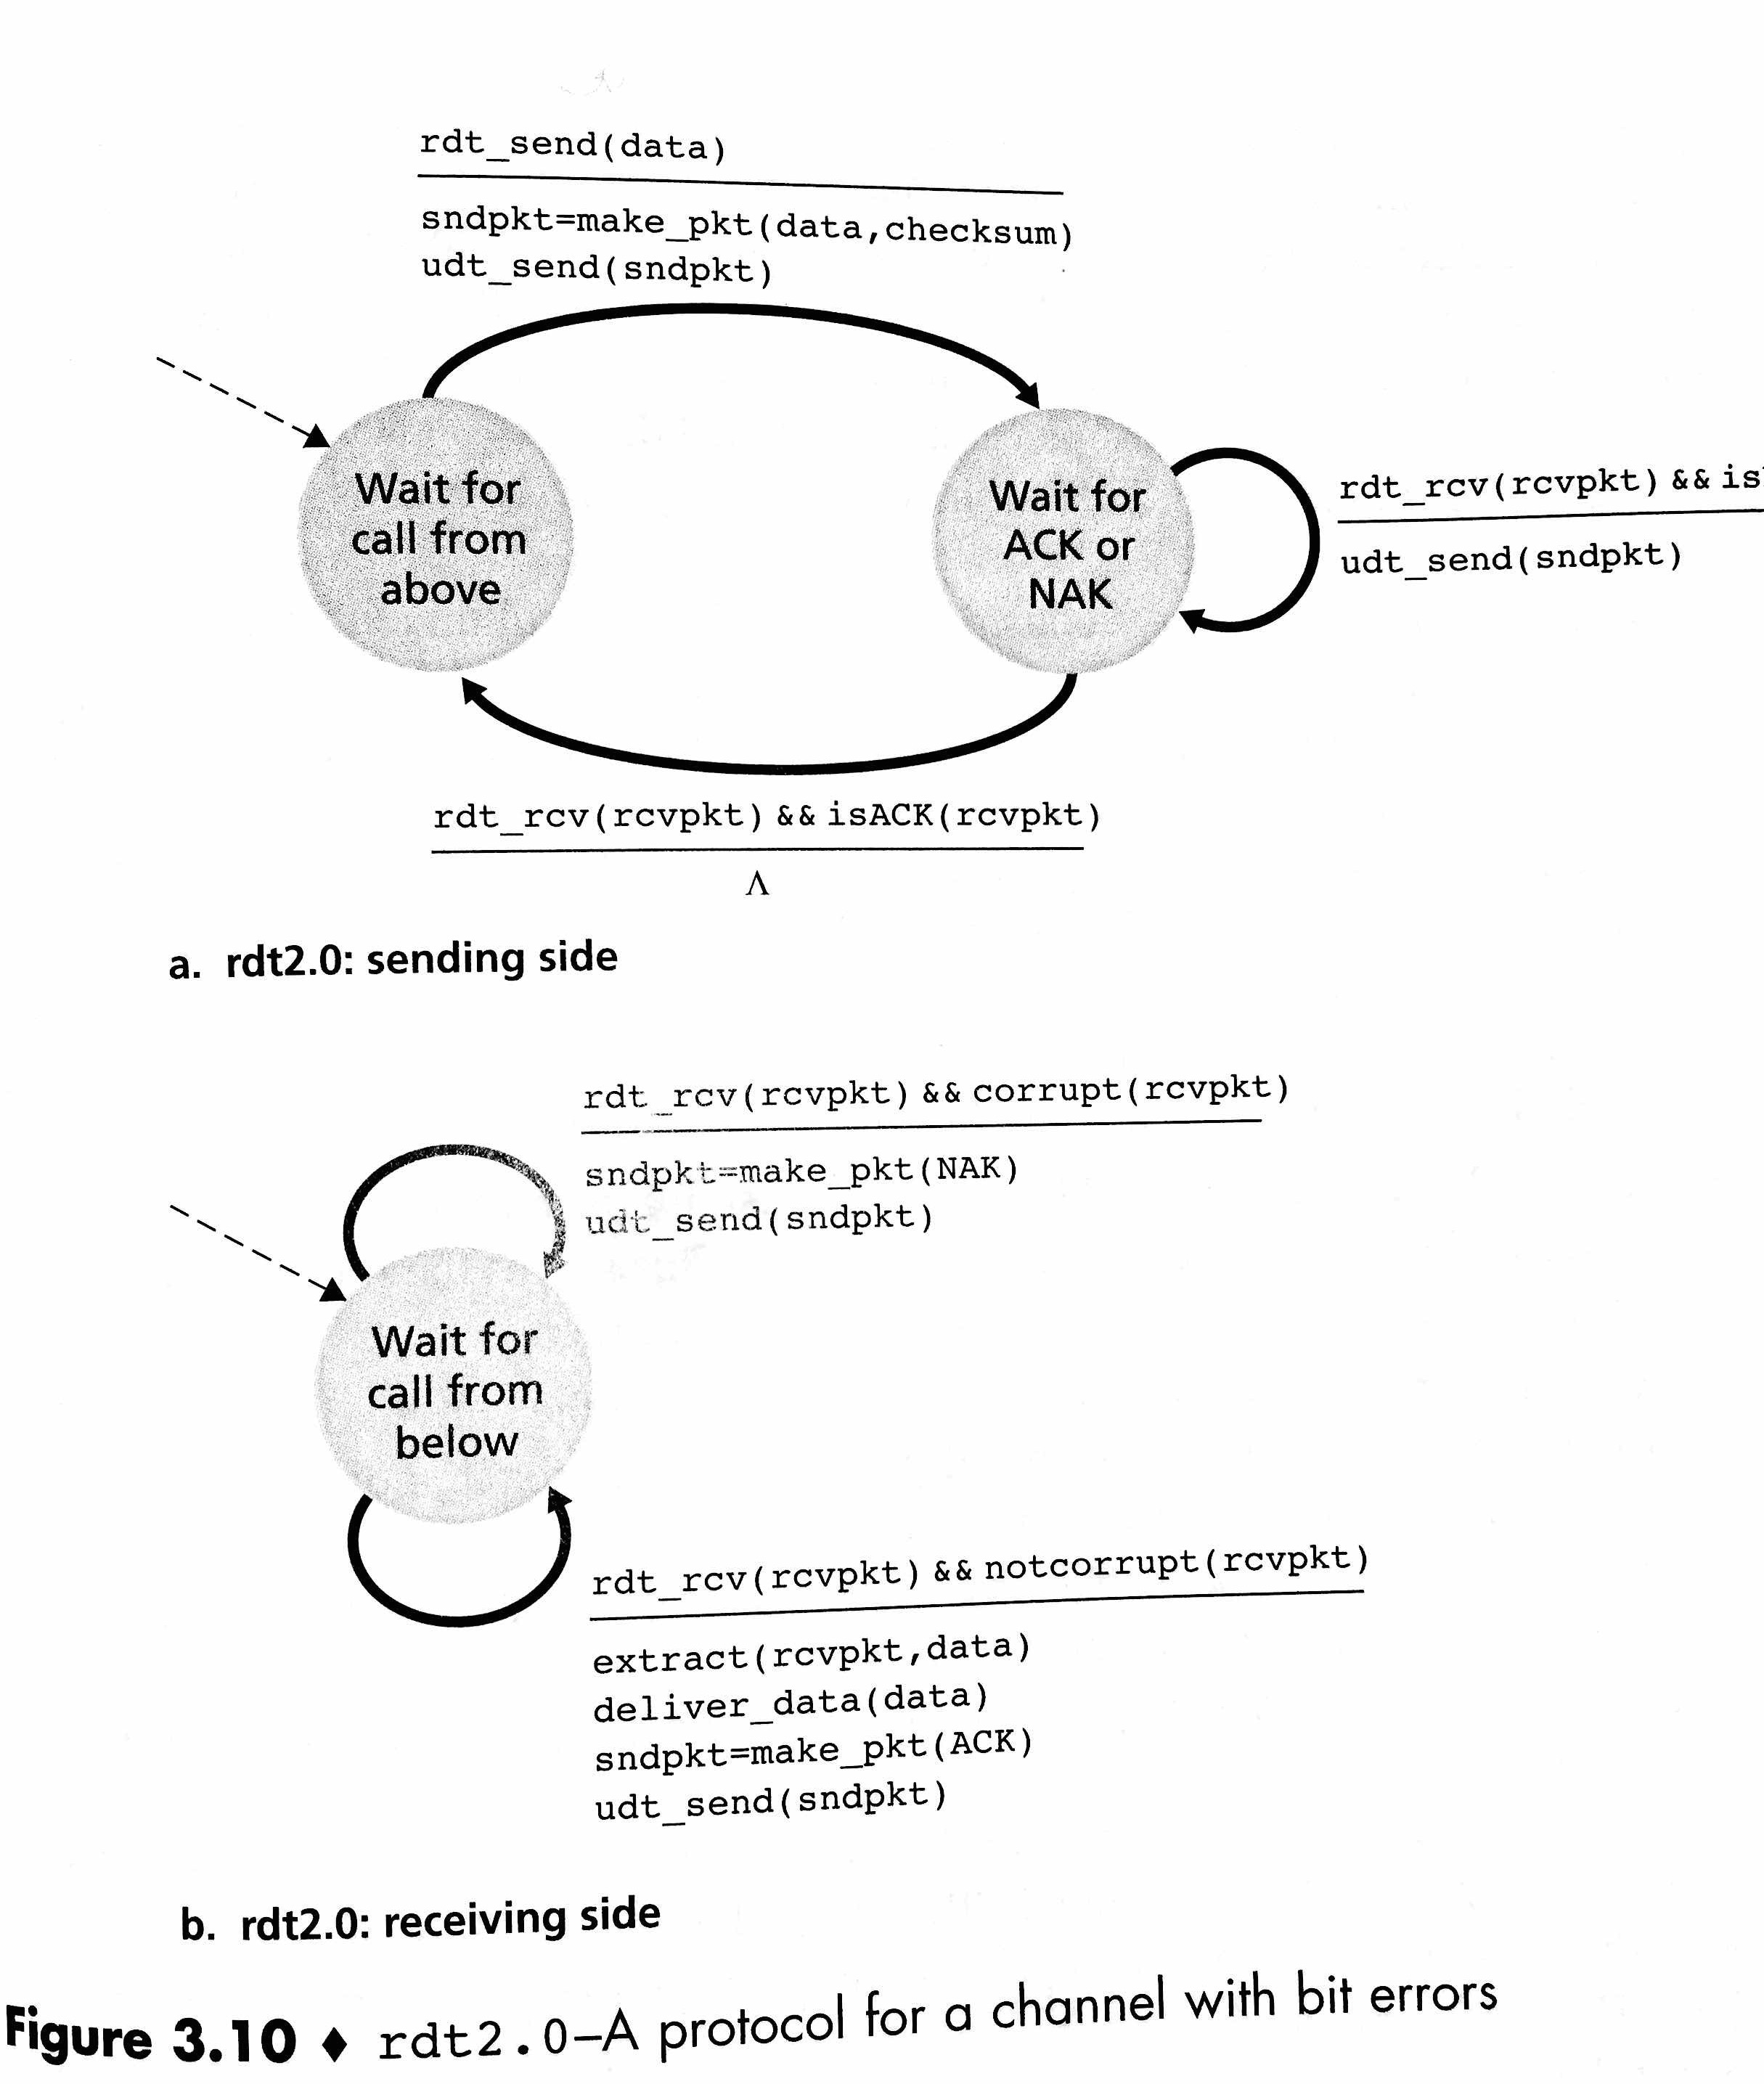 rdt_send(data)
sndpkt=make_pkt(data,checksum)
udt_send(sndpkt)
Wait for
call from
above
Wait for
ACK or
NAK
rdt_rcv(rcvpkt) && is
udt_send(sndpkt)
rdt_rcv(rcvpkt) && isACK(rcvpkt)
Λ
a. rdt2.0: sending side
rdt_rcv(rcvpkt) && corrupt(rcvpkt)
sndpkt=make_pkt(NAK)
udt_send(sndpkt)
Wait for
call from
below
rdt_rcv(rcvpkt) && notcorrupt(rcvpkt)
extract(rcvpkt,data)
deliver_data(data)
sndpkt=make_pkt(ACK)
udt_send(sndpkt)
b. rdt2.0: receiving side
Figure 3.10 ♦ rdt2.0–A protocol for a channel with bit errors